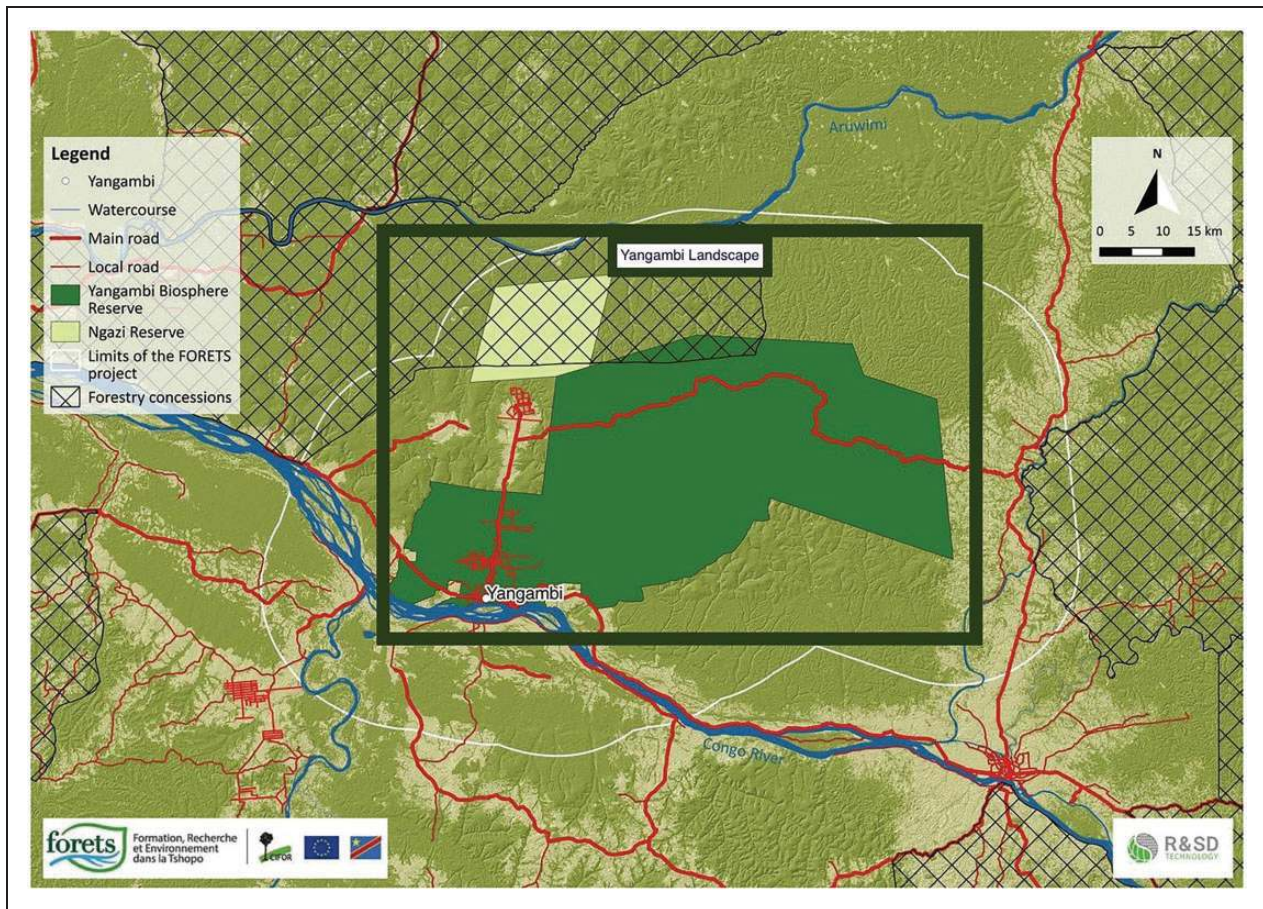 Aruwimi
Legend
Yangambi
Watercourse
Main road
Local road
Yangambi Biosphere
Reserve
Ngazi Reserve
Limits of the FORETS
project
Forestry concessions
N
0 5 10 15 km
Yangambi Landscape
Yangambi
Congo River
forets
Formation, Recherche
et Environnement
dans la Tshopo
CIFOR
R&SD
TECHNOLOGY